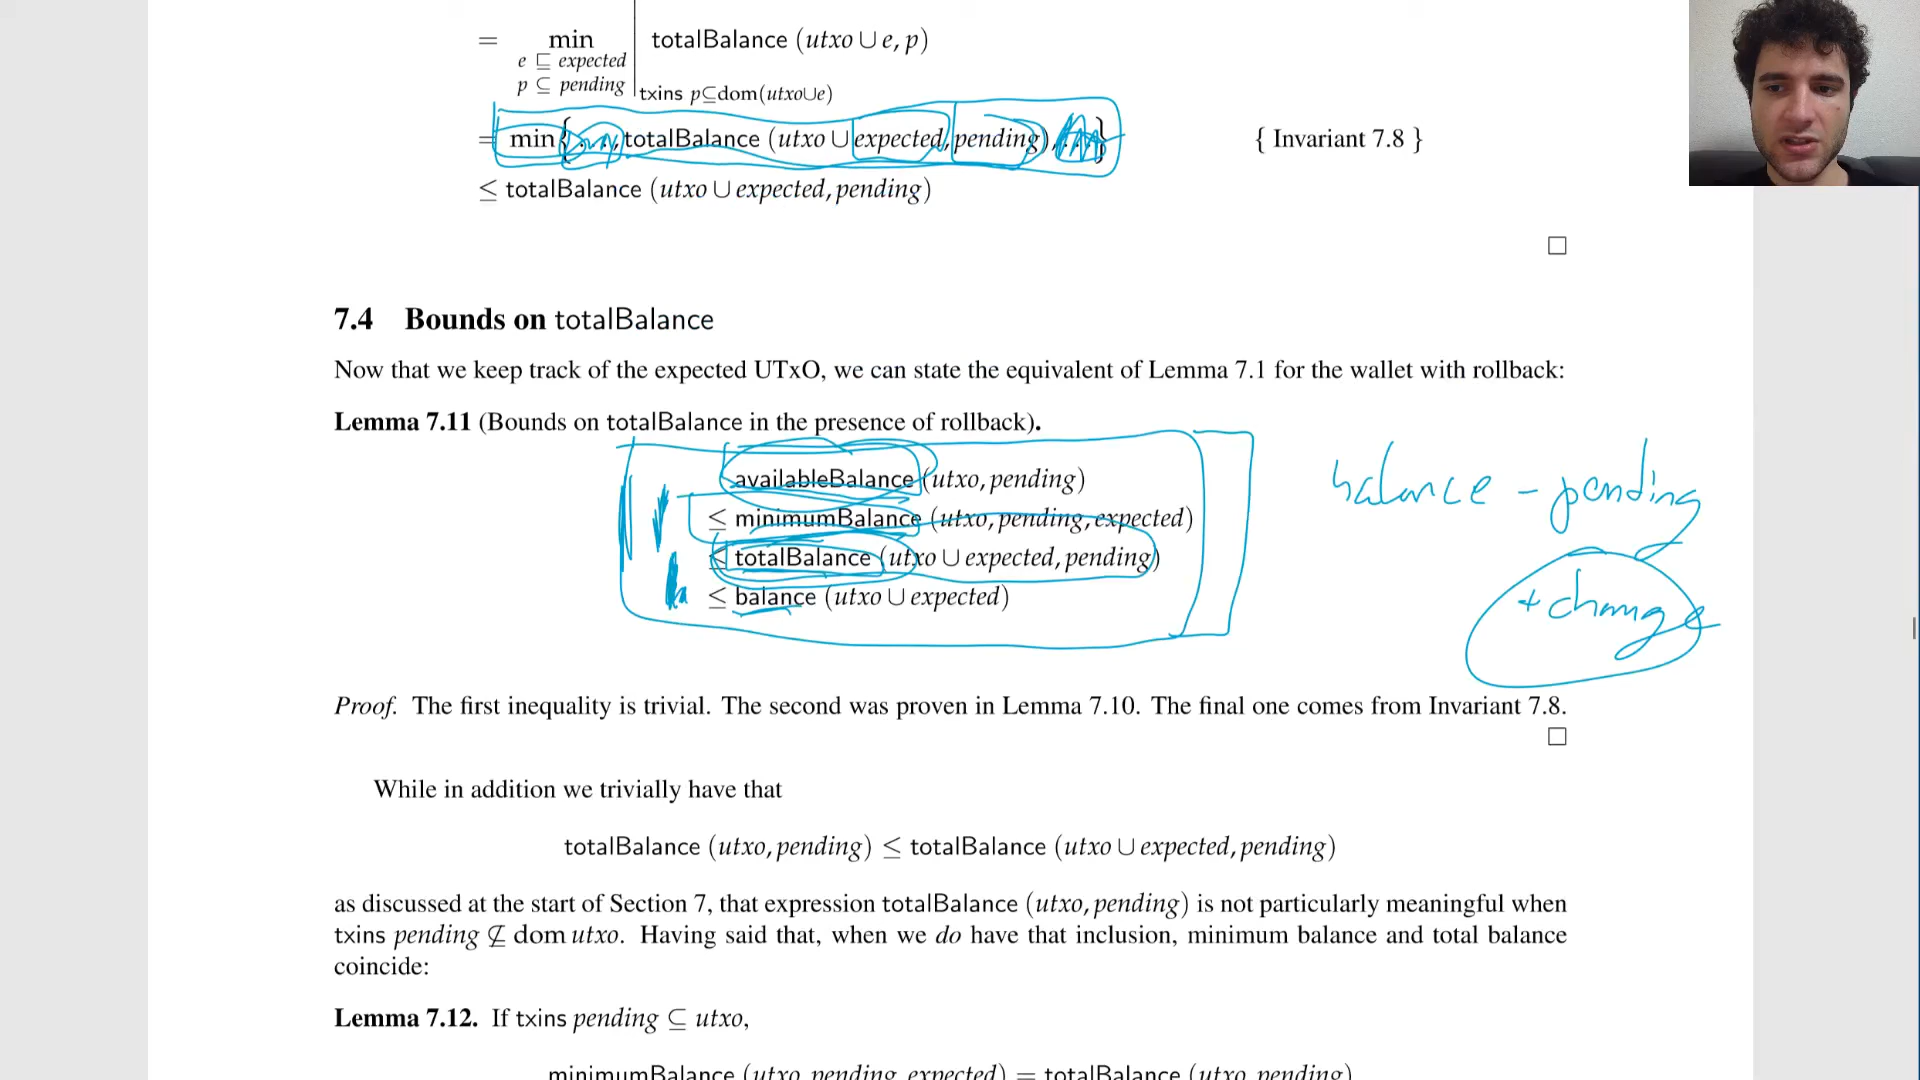 = min | totalBalance (utxo ∪ e, p)
e ⊑ expected
p ⊆ pending | txins p⊆dom(utxo∪e)
= min{..., totalBalance (utxo ∪ expected, pending), ...} { Invariant 7.8 }
≤ totalBalance (utxo ∪ expected, pending)
□
7.4 Bounds on totalBalance
Now that we keep track of the expected UTxO, we can state the equivalent of Lemma 7.1 for the wallet with rollback:
Lemma 7.11 (Bounds on totalBalance in the presence of rollback).
availableBalance (utxo, pending)
≤ minimumBalance (utxo, pending, expected)
≤ totalBalance (utxo ∪ expected, pending)
≤ balance (utxo ∪ expected)
balance - pending
+ change
Proof. The first inequality is trivial. The second was proven in Lemma 7.10. The final one comes from Invariant 7.8.
□
While in addition we trivially have that
totalBalance (utxo, pending) ≤ totalBalance (utxo ∪ expected, pending)
as discussed at the start of Section 7, that expression totalBalance (utxo, pending) is not particularly meaningful when
txins pending ⊈ dom utxo. Having said that, when we do have that inclusion, minimum balance and total balance
coincide:
Lemma 7.12. If txins pending ⊆ utxo,
minimumBalance (utxo, pending, expected) = totalBalance (utxo, pending)